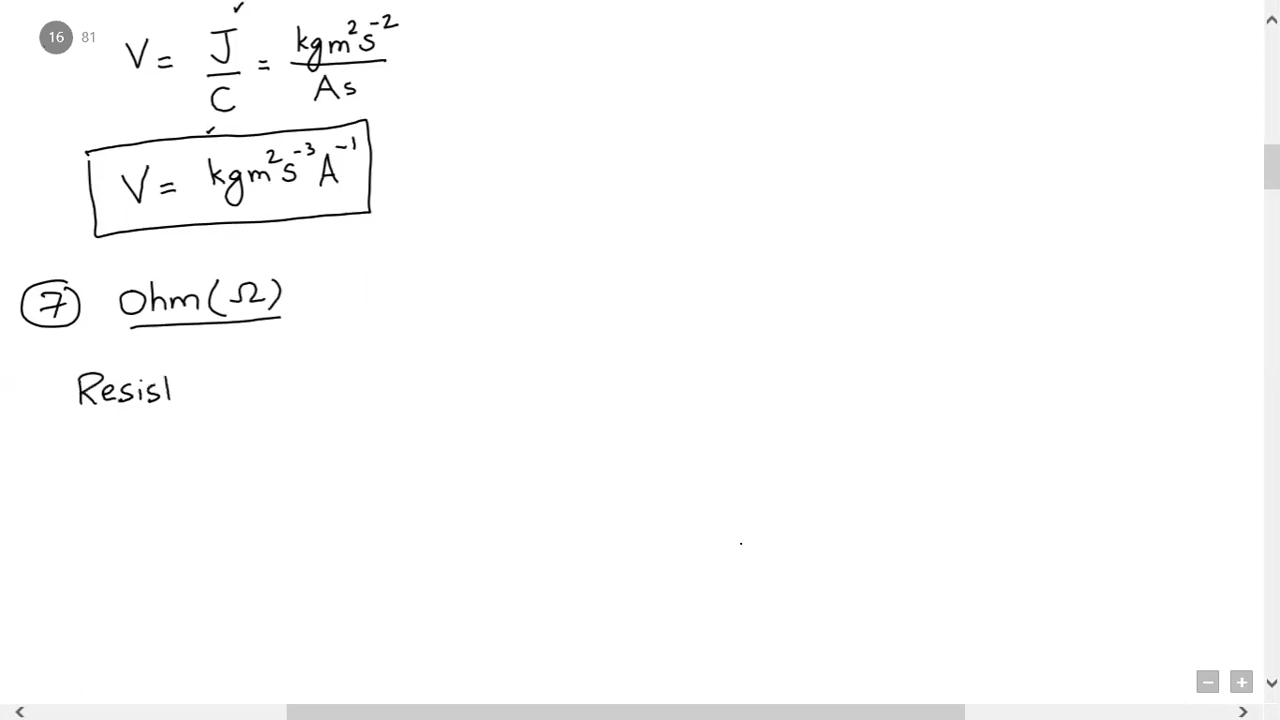 16 81
V = J/C = kgm²s⁻²/As
V = kgm²s⁻³A⁻¹
7 Ohm (Ω)
Resisl